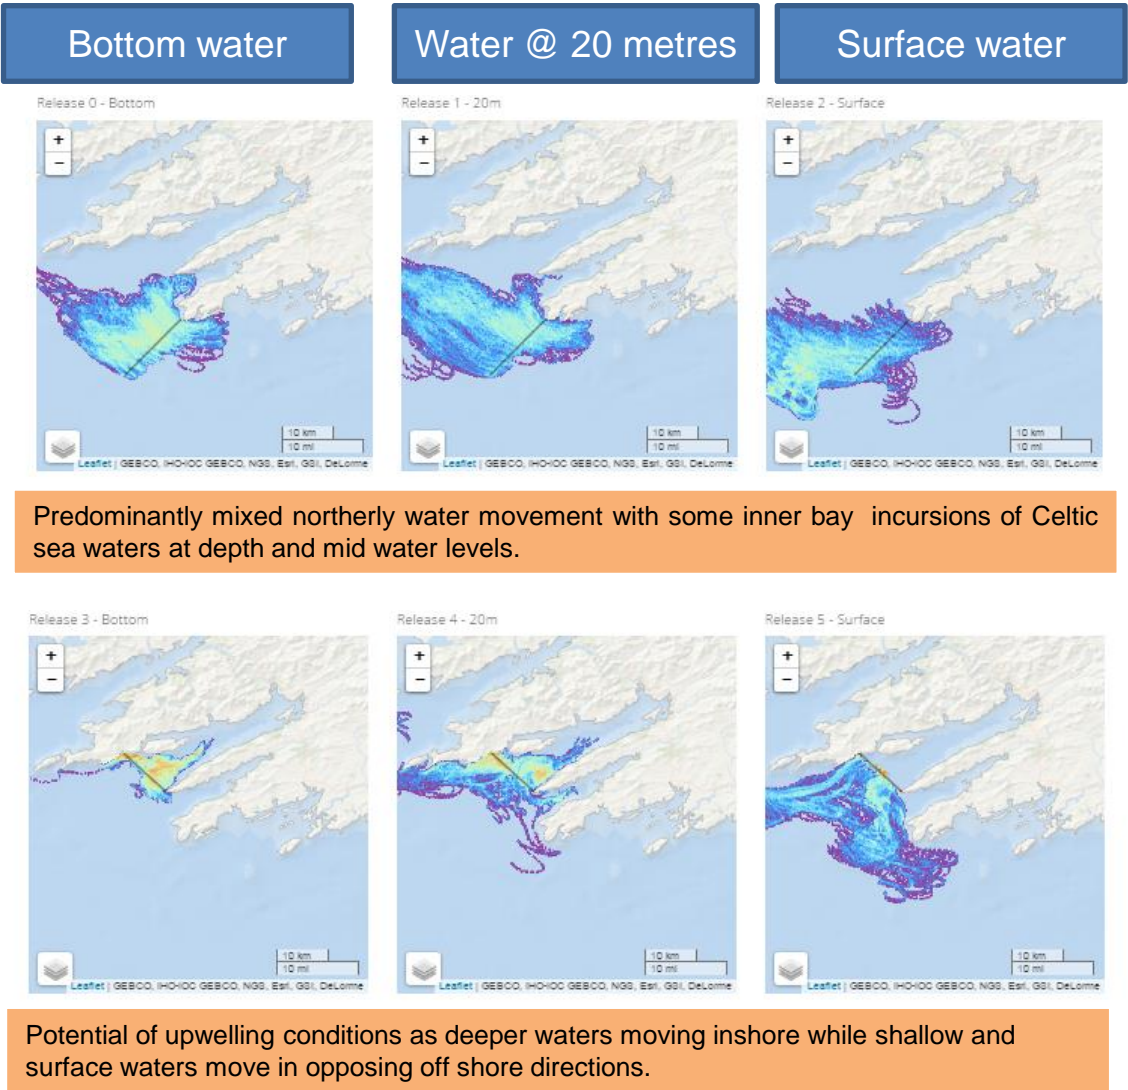 Bottom water
Water @ 20 metres
Surface water
Release 0 - Bottom
Release 1 - 20m
Release 2 - Surface
+
−
+
−
+
−
10 km
10 mi
10 km
10 mi
10 km
10 mi
Leaflet | GEBCO, IHO-IOC GEBCO, NGS, Esri, GSI, DeLorme
Leaflet | GEBCO, IHO-IOC GEBCO, NGS, Esri, GSI, DeLorme
Leaflet | GEBCO, IHO-IOC GEBCO, NGS, Esri, GSI, DeLorme
Predominantly mixed northerly water movement with some inner bay incursions of Celtic
sea waters at depth and mid water levels.
Release 3 - Bottom
Release 4 - 20m
Release 5 - Surface
+
−
+
−
+
−
10 km
10 mi
10 km
10 mi
10 km
10 mi
Leaflet | GEBCO, IHO-IOC GEBCO, NGS, Esri, GSI, DeLorme
Leaflet | GEBCO, IHO-IOC GEBCO, NGS, Esri, GSI, DeLorme
Leaflet | GEBCO, IHO-IOC GEBCO, NGS, Esri, GSI, DeLorme
Potential of upwelling conditions as deeper waters moving inshore while shallow and
surface waters move in opposing off shore directions.